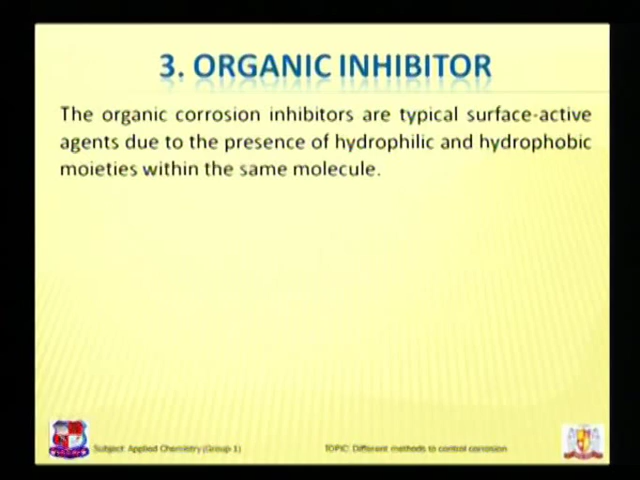 3. ORGANIC INHIBITOR
The organic corrosion inhibitors are typical surface-active
agents due to the presence of hydrophilic and hydrophobic
moieties within the same molecule.
Subject: Applied Chemistry (Group-1)
TOPIC: Different methods to control corrosion